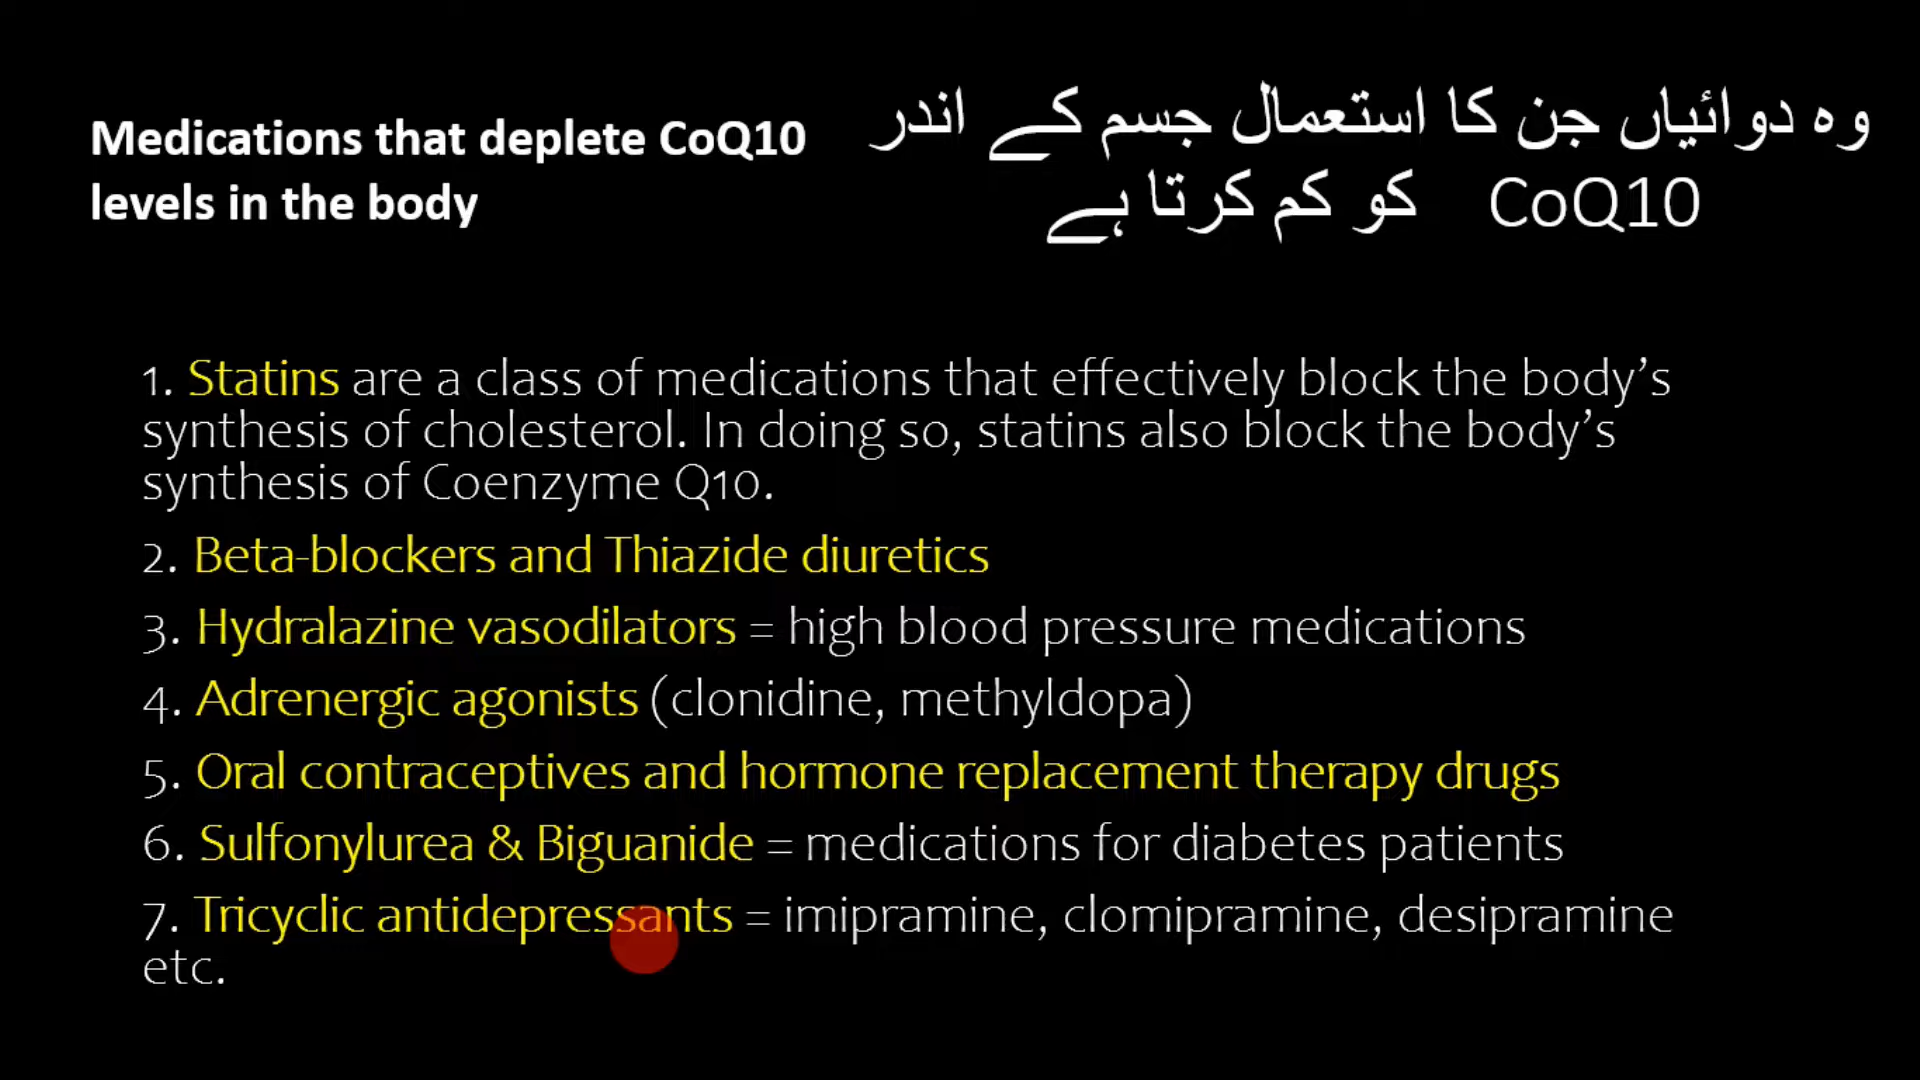 Medications that deplete CoQ10
levels in the body
وہ دوائیاں جن کا استعمال جسم کے اندر
CoQ10 کو کم کرتا ہے
1. Statins are a class of medications that effectively block the body’s
synthesis of cholesterol. In doing so, statins also block the body’s
synthesis of Coenzyme Q10.
2. Beta-blockers and Thiazide diuretics
3. Hydralazine vasodilators = high blood pressure medications
4. Adrenergic agonists (clonidine, methyldopa)
5. Oral contraceptives and hormone replacement therapy drugs
6. Sulfonylurea & Biguanide = medications for diabetes patients
7. Tricyclic antidepressants = imipramine, clomipramine, desipramine
etc.